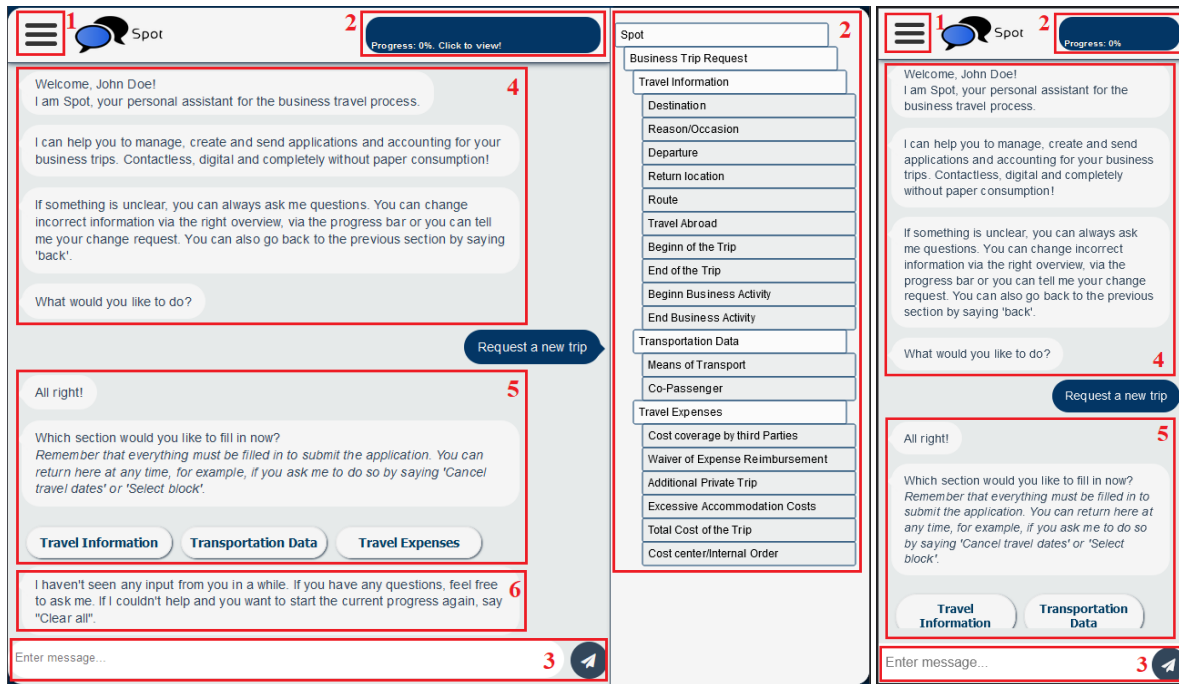 1
Spot
2
Progress: 0%. Click to view!
4
Welcome, John Doe!
I am Spot, your personal assistant for the business travel process.
I can help you to manage, create and send applications and accounting for your
business trips. Contactless, digital and completely without paper consumption!
If something is unclear, you can always ask me questions. You can change
incorrect information via the right overview, via the progress bar or you can tell
me your change request. You can also go back to the previous section by saying
'back'.
What would you like to do?
Request a new trip
5
All right!
Which section would you like to fill in now?
Remember that everything must be filled in to submit the application. You can
return here at any time, for example, if you ask me to do so by saying 'Cancel
travel dates' or 'Select block'.
Travel Information
Transportation Data
Travel Expenses
6
I haven't seen any input from you in a while. If you have any questions, feel free
to ask me. If I couldn't help and you want to start the current progress again, say
"Clear all".
Enter message...
3
2
Spot
Business Trip Request
Travel Information
Destination
Reason/Occasion
Departure
Return location
Route
Travel Abroad
Beginn of the Trip
End of the Trip
Beginn Business Activity
End Business Activity
Transportation Data
Means of Transport
Co-Passenger
Travel Expenses
Cost coverage by third Parties
Waiver of Expense Reimbursement
Additional Private Trip
Excessive Accommodation Costs
Total Cost of the Trip
Cost center/Internal Order
1
Spot
2
Progress: 0%
Welcome, John Doe!
I am Spot, your personal assistant for the
business travel process.
I can help you to manage, create and send
applications and accounting for your business
trips. Contactless, digital and completely
without paper consumption!
If something is unclear, you can always ask
me questions. You can change incorrect
information via the right overview, via the
progress bar or you can tell me your change
request. You can also go back to the previous
section by saying 'back'.
What would you like to do?
4
Request a new trip
5
All right!
Which section would you like to fill in now?
Remember that everything must be filled in to
submit the application. You can return here at
any time, for example, if you ask me to do so
by saying 'Cancel travel dates' or 'Select
block'.
Travel
Information
Transportation
Data
Enter message...
3